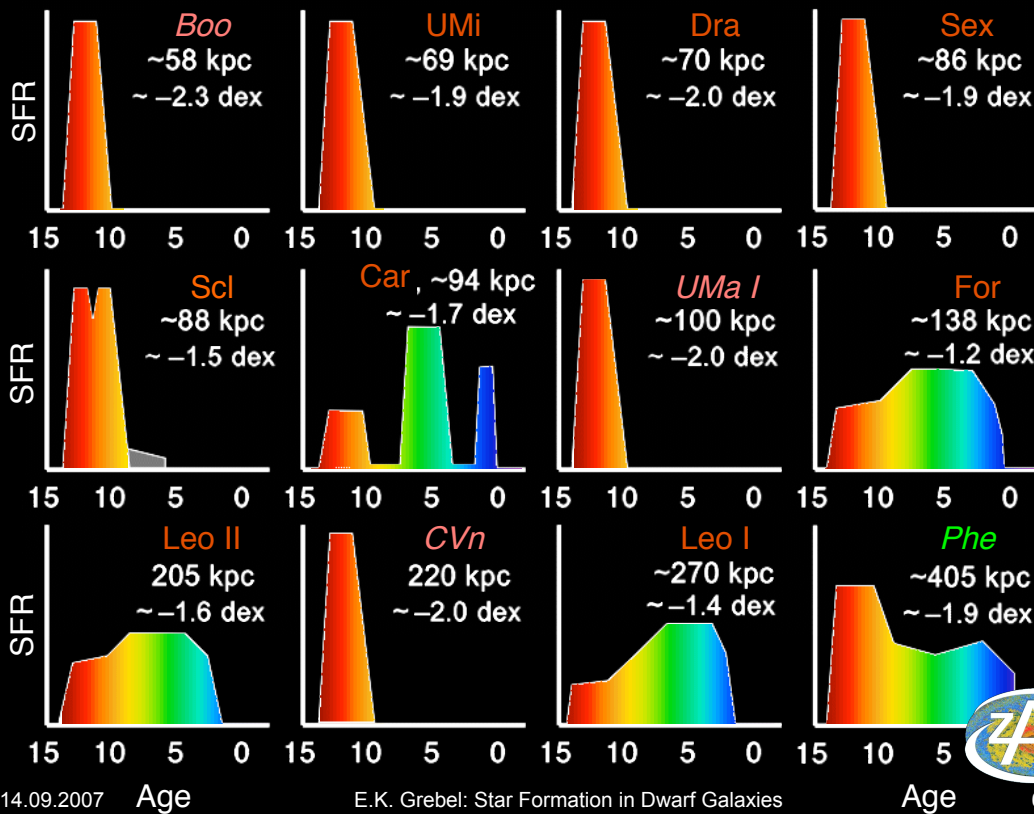 Boo
~58 kpc
~ –2.3 dex
UMi
~69 kpc
~ –1.9 dex
Dra
~70 kpc
~ –2.0 dex
Sex
~86 kpc
~ –1.9 dex
SFR
15 10 5 0
15 10 5 0
15 10 5 0
15 10 5 0
Scl
~88 kpc
~ –1.5 dex
Car , ~94 kpc
~ –1.7 dex
UMa I
~100 kpc
~ –2.0 dex
For
~138 kpc
~ –1.2 dex
SFR
15 10 5 0
15 10 5 0
15 10 5 0
15 10 5 0
Leo II
205 kpc
~ –1.6 dex
CVn
220 kpc
~ –2.0 dex
Leo I
~270 kpc
~ –1.4 dex
Phe
~405 kpc
~ –1.9 dex
SFR
15 10 5 0
15 10 5 0
15 10 5 0
15 10 5
14.09.2007
Age
E.K. Grebel: Star Formation in Dwarf Galaxies
Age